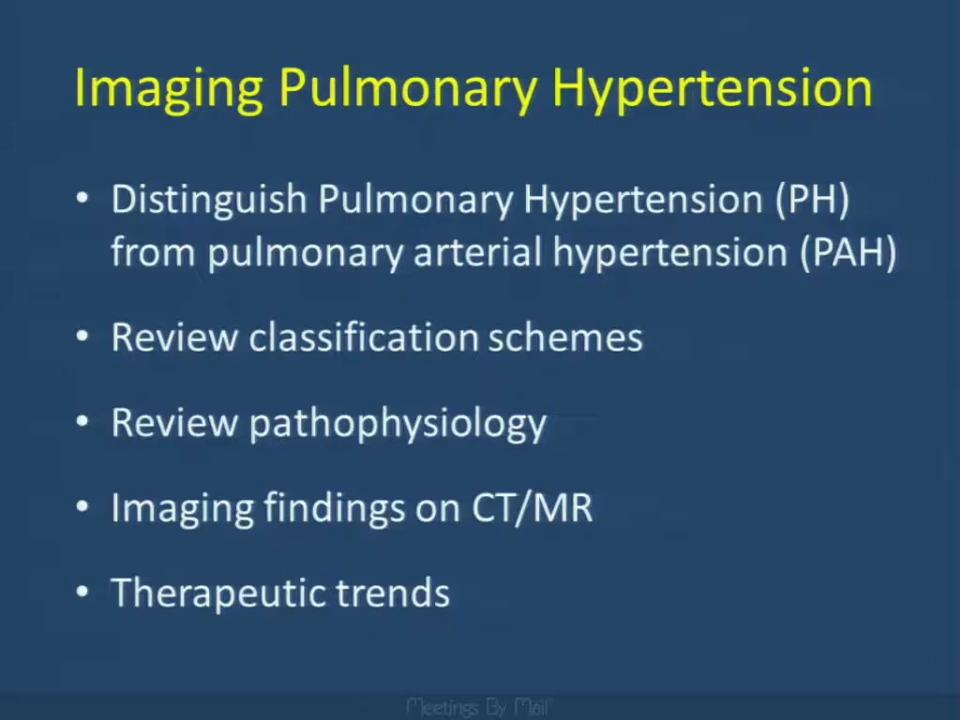 Imaging Pulmonary Hypertension
• Distinguish Pulmonary Hypertension (PH)
from pulmonary arterial hypertension (PAH)
• Review classification schemes
• Review pathophysiology
• Imaging findings on CT/MR
• Therapeutic trends
Meetings By Mail